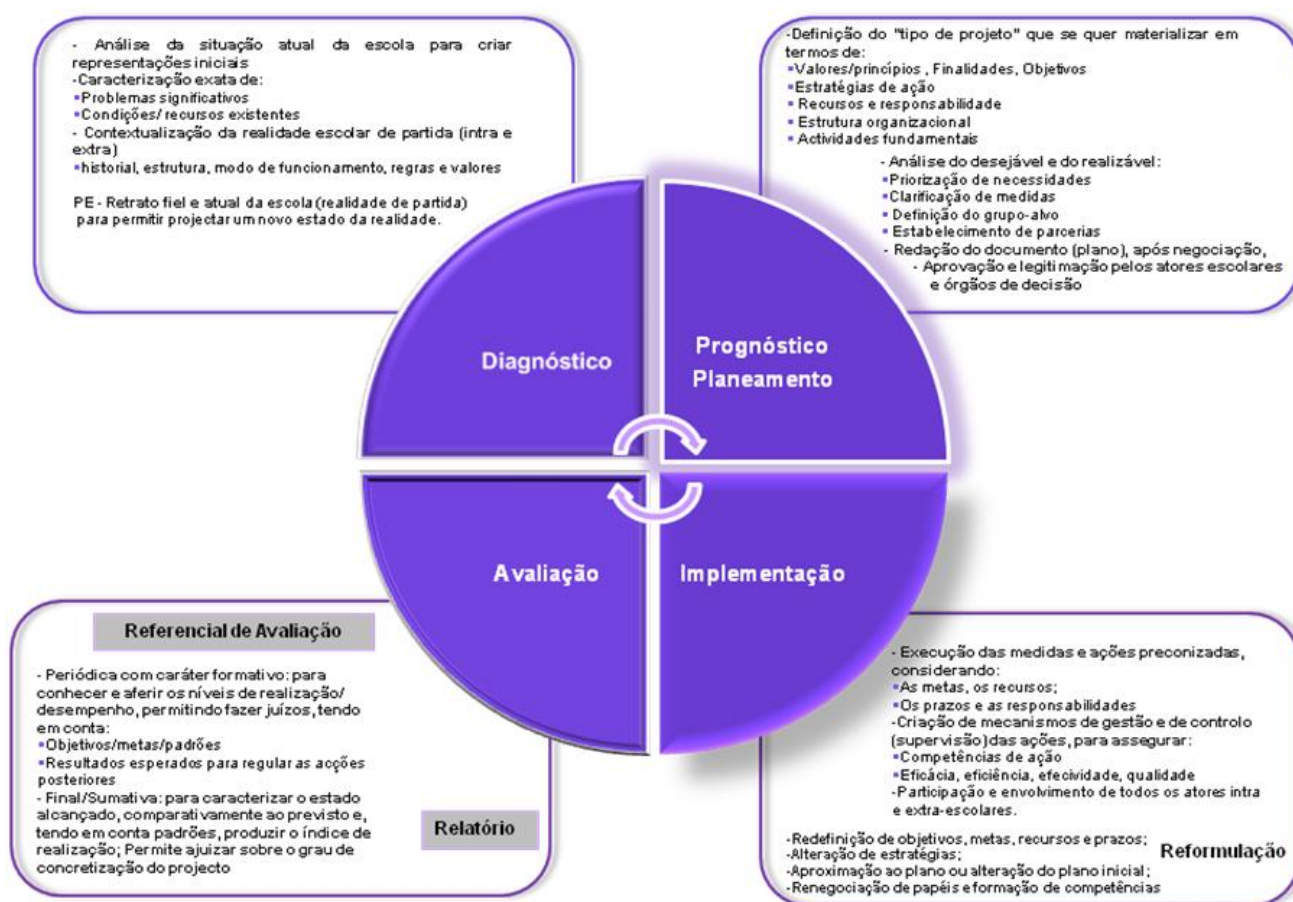 - Análise da situação atual da escola para criar
representações iniciais
-Caracterização exata de:
▪Problemas significativos
▪Condições/ recursos existentes
- Contextualização da realidade escolar de partida (intra e
extra)
▪historial, estrutura, modo de funcionamento, regras e valores
PE - Retrato fiel e atual da escola (realidade de partida)
para permitir projectar um novo estado da realidade.
-Definição do "tipo de projeto" que se quer materializar em
termos de:
▪Valores/princípios , Finalidades, Objetivos
▪Estratégias de ação
▪ Recursos e responsabilidade
▪ Estrutura organizacional
▪ Actividades fundamentais
- Análise do desejável e do realizável:
▪Priorização de necessidades
▪Clarificação de medidas
▪ Definição do grupo-alvo
▪ Estabelecimento de parcerias
- Redação do documento (plano), após negociação,
- Aprovação e legitimação pelos atores escolares
e órgãos de decisão
Diagnóstico
Prognóstico
Planeamento
Avaliação
Implementação
Referencial de Avaliação
- Periódica com caráter formativo: para
conhecer e aferir os níveis de realização/
desempenho, permitindo fazer juízos, tendo
em conta:
▪Objetivos/metas/padrões
▪Resultados esperados para regular as acções
posteriores
- Final/Sumativa: para caracterizar o estado
alcançado, comparativamente ao previsto e,
tendo em conta padrões, produzir o índice de
realização; Permite ajuizar sobre o grau de
concretização do projecto
Relatório
- Execução das medidas e ações preconizadas,
considerando:
▪As metas, os recursos;
▪Os prazos e as responsabilidades
-Criação de mecanismos de gestão e de controlo
(supervisão)das ações, para assegurar:
▪Competências de ação
▪Eficácia, eficiência, efecividade, qualidade
-Participação e envolvimento de todos os atores intra
e extra-escolares.
-Redefinição de objetivos, metas, recursos e prazos;
-Alteração de estratégias;
-Aproximação ao plano ou alteração do plano inicial;
-Renegociação de papéis e formação de competências
Reformulação